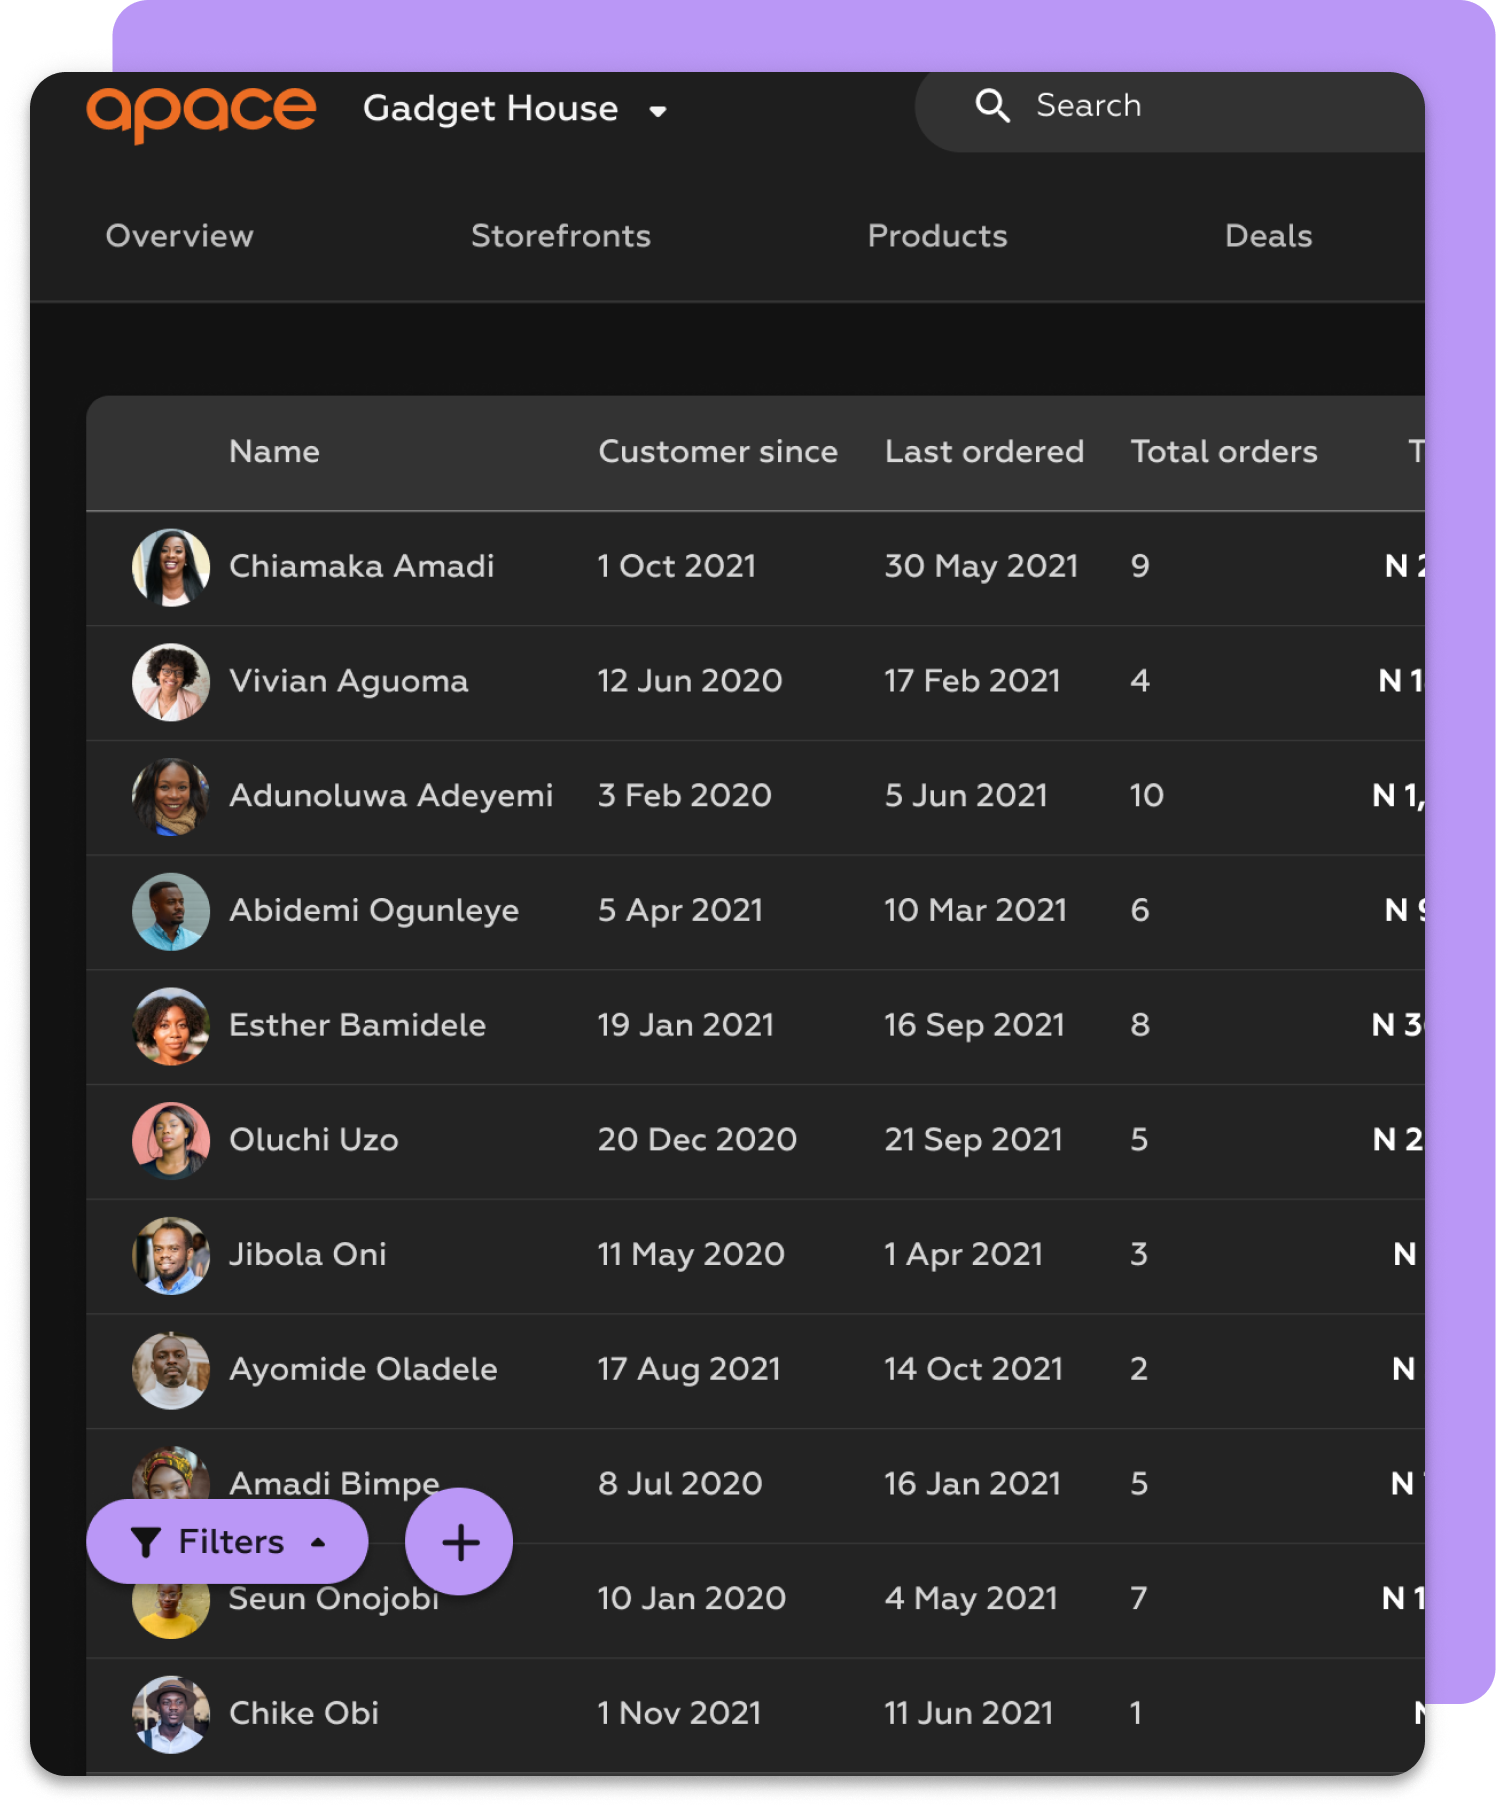 apace Gadget House Search
Overview Storefronts Products Deals
Name Customer since Last ordered Total orders T
Chiamaka Amadi 1 Oct 2021 30 May 2021 9 N 2
Vivian Aguoma 12 Jun 2020 17 Feb 2021 4 N 1
Adunoluwa Adeyemi 3 Feb 2020 5 Jun 2021 10 N 1,
Abidemi Ogunleye 5 Apr 2021 10 Mar 2021 6 N 9
Esther Bamidele 19 Jan 2021 16 Sep 2021 8 N 3
Oluchi Uzo 20 Dec 2020 21 Sep 2021 5 N 2
Jibola Oni 11 May 2020 1 Apr 2021 3 N
Ayomide Oladele 17 Aug 2021 14 Oct 2021 2 N
Amadi Bimpe 8 Jul 2020 16 Jan 2021 5 N
Filters +
Seun Onojobi 10 Jan 2020 4 May 2021 7 N 1
Chike Obi 1 Nov 2021 11 Jun 2021 1 N